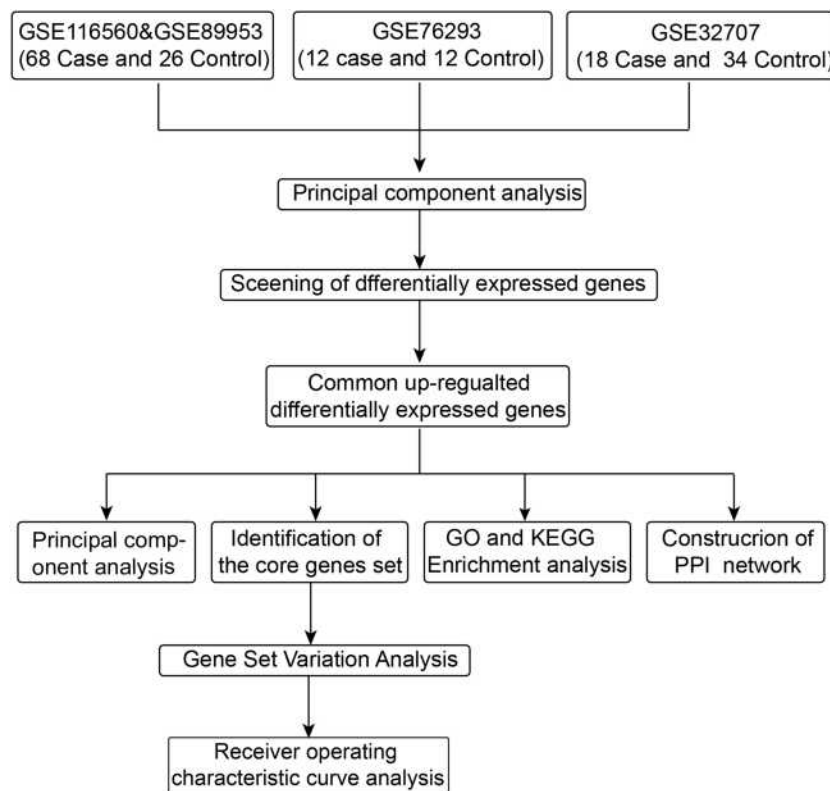 GSE116560&GSE89953
(68 Case and 26 Control)
GSE76293
(12 case and 12 Control)
GSE32707
(18 Case and 34 Control)
Principal component analysis
Sceening of dfferentially expressed genes
Common up-regualted
differentially expressed genes
Principal comp-
onent analysis
Identification of
the core genes set
GO and KEGG
Enrichment analysis
Construcrion of
PPI network
Gene Set Variation Analysis
Receiver operating
characteristic curve analysis